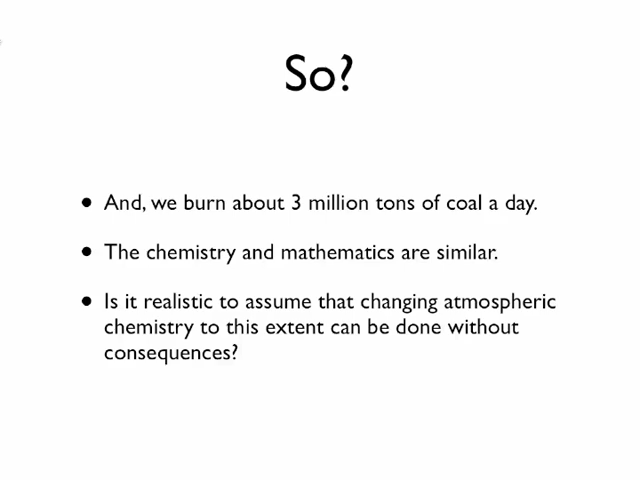 So?
• And, we burn about 3 million tons of coal a day.
• The chemistry and mathematics are similar.
• Is it realistic to assume that changing atmospheric
chemistry to this extent can be done without
consequences?